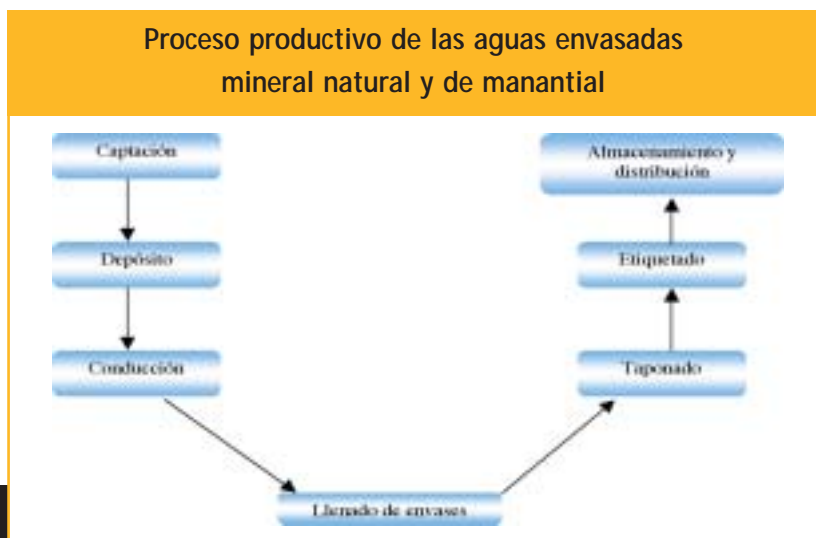 Proceso productivo de las aguas envasadas
mineral natural y de manantial
Captación
Depósito
Conducción
Llenado de envases
Taponado
Etiquetado
Almacenamiento y
distribución